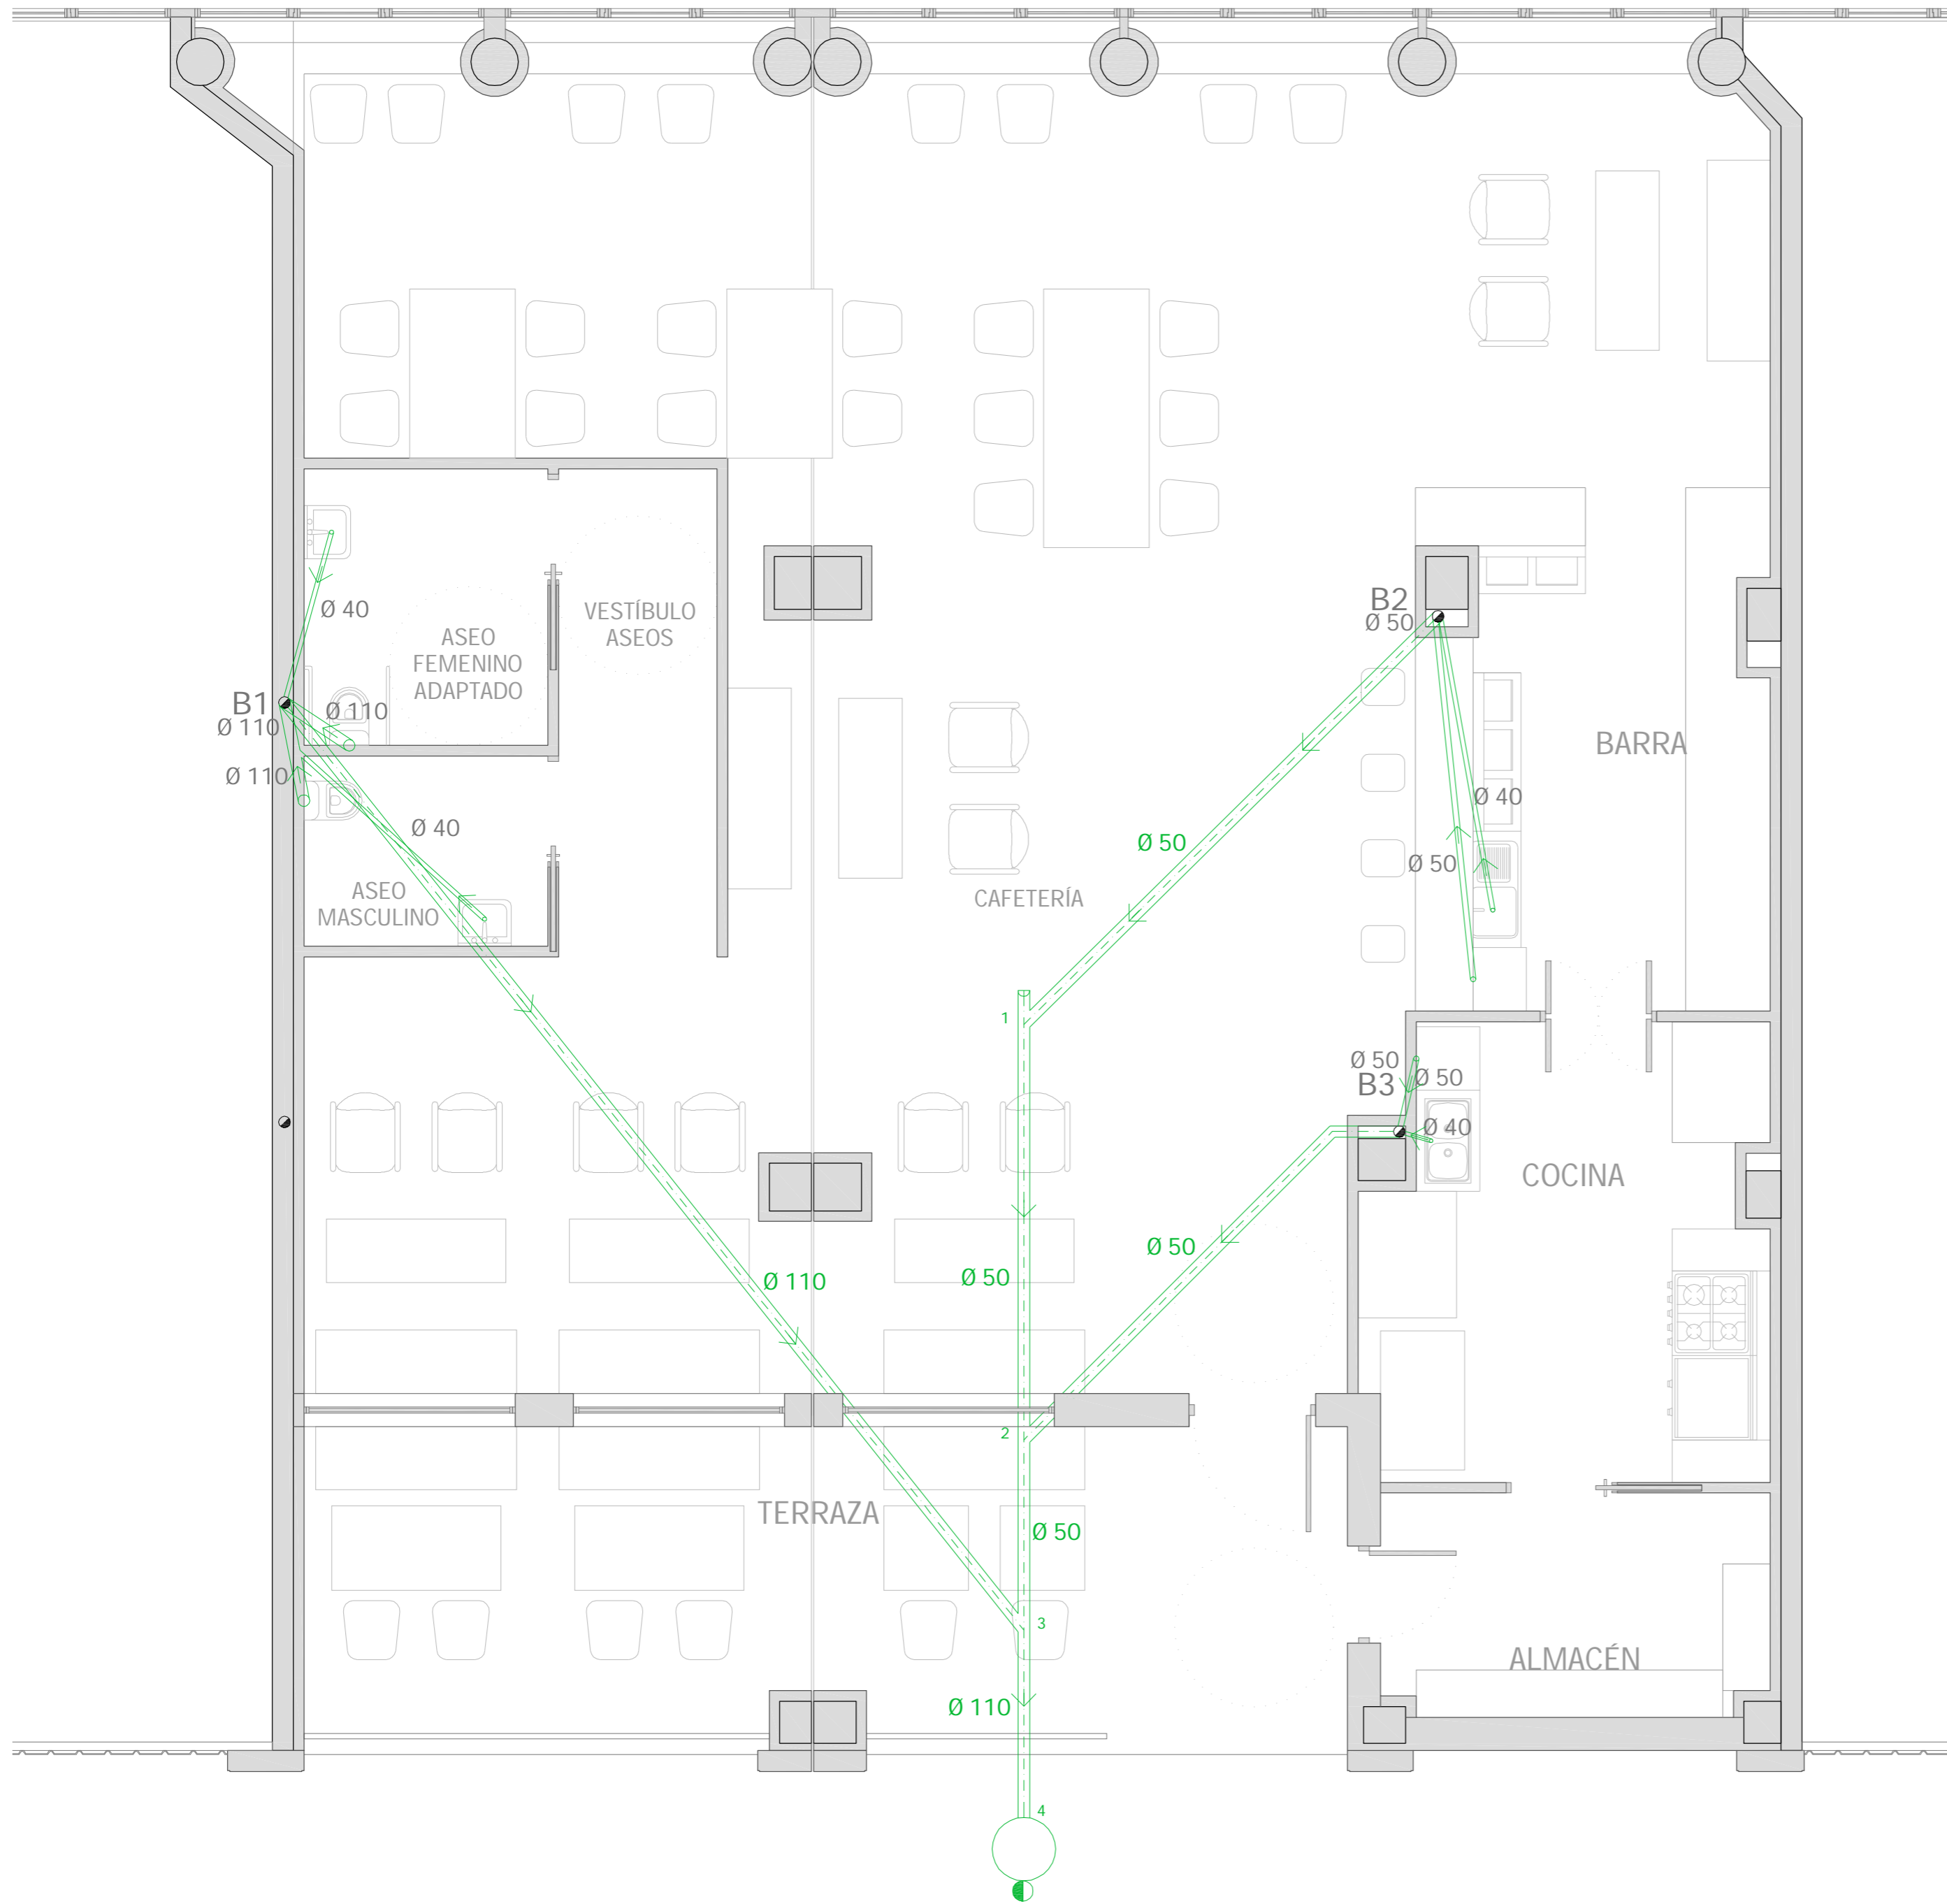 B2
Ø 50
VESTÍBULO
ASEOS
Ø 40
ASEO
FEMENINO
ADAPTADO
B1
Ø 110
Ø 110
Ø 110
BARRA
Ø 40
Ø 40
Ø 50
Ø 50
ASEO
MASCULINO
CAFETERÍA
1
Ø 50
B3
Ø 50
Ø 40
COCINA
Ø 50
Ø 50
Ø 110
2
TERRAZA
Ø 50
3
ALMACÉN
Ø 110
4